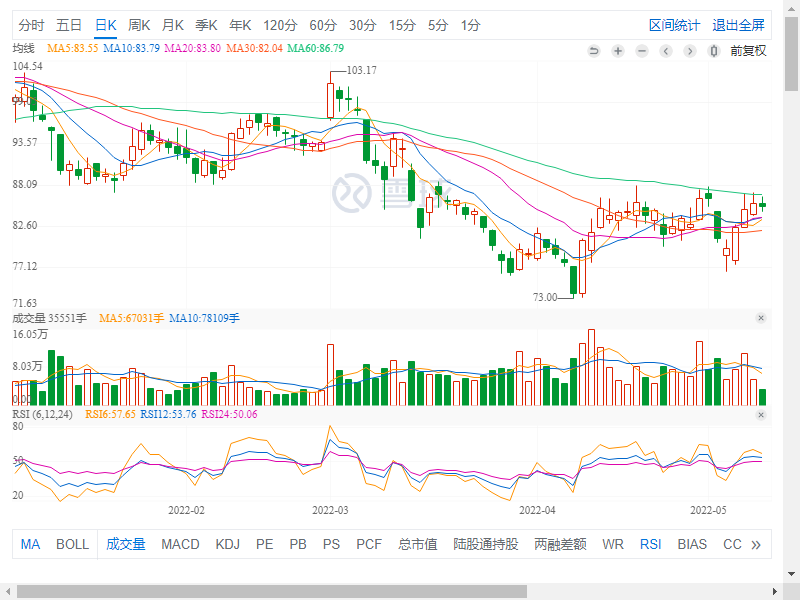 分时 五日 日K 周K 月K 季K 年K 120分 60分 30分 15分 5分 1分 区间统计 退出全屏
均线 MA5:83.55 MA10:83.79 MA20:83.80 MA30:82.04 MA60:86.79 前复权
104.54
103.17
93.57
88.09
雪球
82.60
77.12
73.00
71.63
成交量 35551手 MA5:67031手 MA10:78109手
16.05万
8.03万
0.00
RSI (6,12,24) RSI6:57.65 RSI12:53.76 RSI24:50.06
80
50
20
2022-02 2022-03 2022-04 2022-05
MA BOLL 成交量 MACD KDJ PE PB PS PCF 总市值 陆股通持股 两融差额 WR RSI BIAS CC »